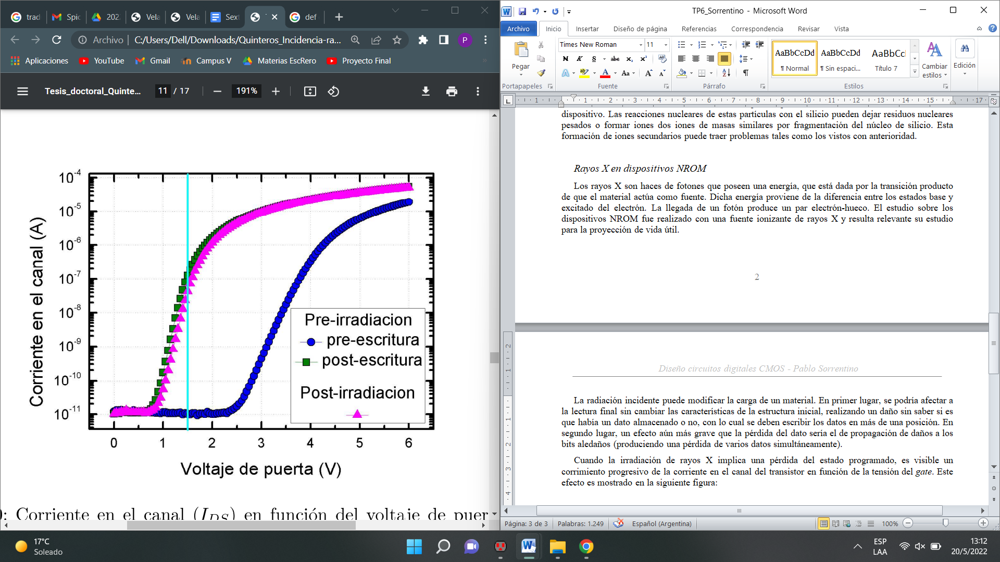 trad
Spic
202
Vela
Vela
Sext
def
Archivo
C:/Users/Dell/Downloads/Quinteros_Incidencia-ra...
P
Aplicaciones
YouTube
Gmail
Campus V
Materias EscRero
Proyecto Final
Tesis_doctoral_Quinte...
11 / 17
191%
10-4
10-5
10-6
10-7
10-8
10-9
10-10
10-11
Corriente en el canal (A)
Pre-irradiacion
pre-escritura
post-escritura
Post-irradiacion
0 1 2 3 4 5 6
Voltaje de puerta (V)
): Corriente en el canal (IDS) en función del voltaje de puer
TP6_Sorrentino - Microsoft Word
Archivo
Inicio
Insertar
Diseño de página
Referencias
Correspondencia
Revisar
Vista
Pegar
Portapapeles
Times New Roman
11
N K S abc x₂ x²
A ab A Aa A A
Fuente
Párrafo
AaBbCcDd
¶ Normal
AaBbCcDd
¶ Sin espaci...
AaBbCc
Título 7
Cambiar
estilos
Estilos
Edición
1 1 2 3 4 5 6 7 8 9 10 11 12 13 14 15 17
dispositivo. Las reacciones nucleares de estas partículas con el silicio pueden dejar residuos nucleares
pesados o formar iones dos iones de masas similares por fragmentación del núcleo de silicio. Esta
formación de iones secundarios puede traer problemas tales como los vistos con anterioridad.
Rayos X en dispositivos NROM
Los rayos X son haces de fotones que poseen una energía, que está dada por la transición producto
de que el material actúa como fuente. Dicha energía proviene de la diferencia entre los estados base y
excitado del electrón. La llegada de un fotón produce un par electrón-hueco. El estudio sobre los
dispositivos NROM fue realizado con una fuente ionizante de rayos X y resulta relevante su estudio
para la proyección de vida útil.
2
Diseño circuitos digitales CMOS - Pablo Sorrentino
La radiación incidente puede modificar la carga de un material. En primer lugar, se podría afectar a
la lectura final sin cambiar las características de la estructura inicial, realizando un daño sin saber si es
que había un dato almacenado o no, con lo cual se deben escribir los datos en más de una posición. En
segundo lugar, un efecto aún más grave que la pérdida del dato sería el de propagación de daños a los
bits aledaños (produciendo una pérdida de varios datos simultáneamente).
Cuando la irradiación de rayos X implica una pérdida del estado programado, es visible un
corrimiento progresivo de la corriente en el canal del transistor en función de la tensión del gate. Este
efecto es mostrado en la siguiente figura:
2
1
1
2
3
4
Página: 3 de 3
Palabras: 1.249
Español (Argentina)
100%
17°C
Soleado
ESP
LAA
13:12
20/5/2022